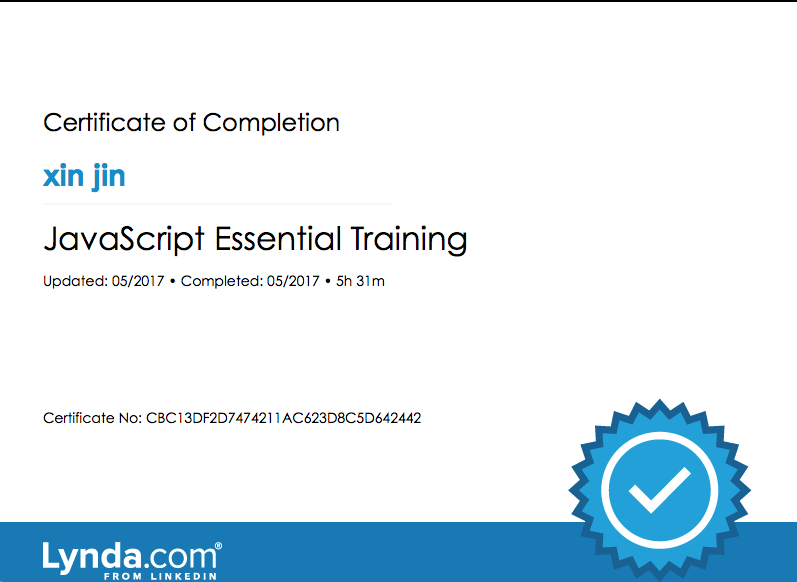 Certificate of Completion
xin jin
JavaScript Essential Training
Updated: 05/2017 • Completed: 05/2017 • 5h 31m
Certificate No: CBC13DF2D7474211AC623D8C5D642442
Lynda.com®
FROM LINKEDIN